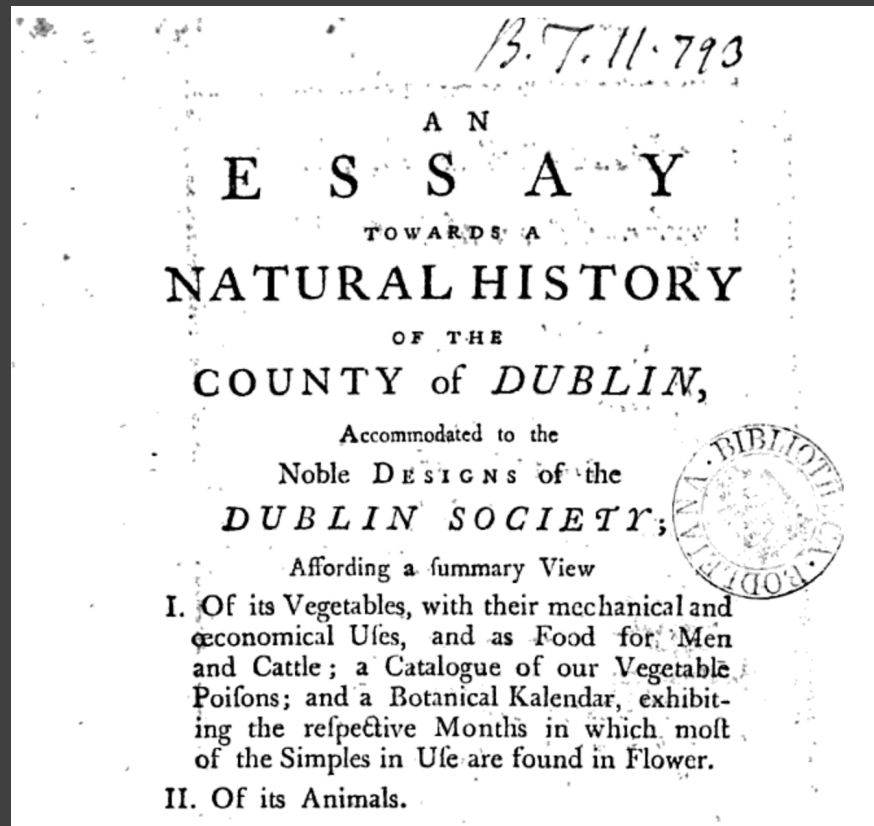 B.T.11.793
AN
ESSAY
TOWARDS A
NATURAL HISTORY
OF THE
COUNTY of DUBLIN,
Accommodated to the
Noble DESIGNS of the
DUBLIN SOCIETY;
BIBLIOTHECA·BODLEIANA·
Affording a ſummary View
I. Of its Vegetables, with their mechanical and
œconomical Uſes, and as Food for Men
and Cattle; a Catalogue of our Vegetable
Poiſons; and a Botanical Kalendar, exhibit-
ing the reſpective Months in which moſt
of the Simples in Uſe are found in Flower.
II. Of its Animals.